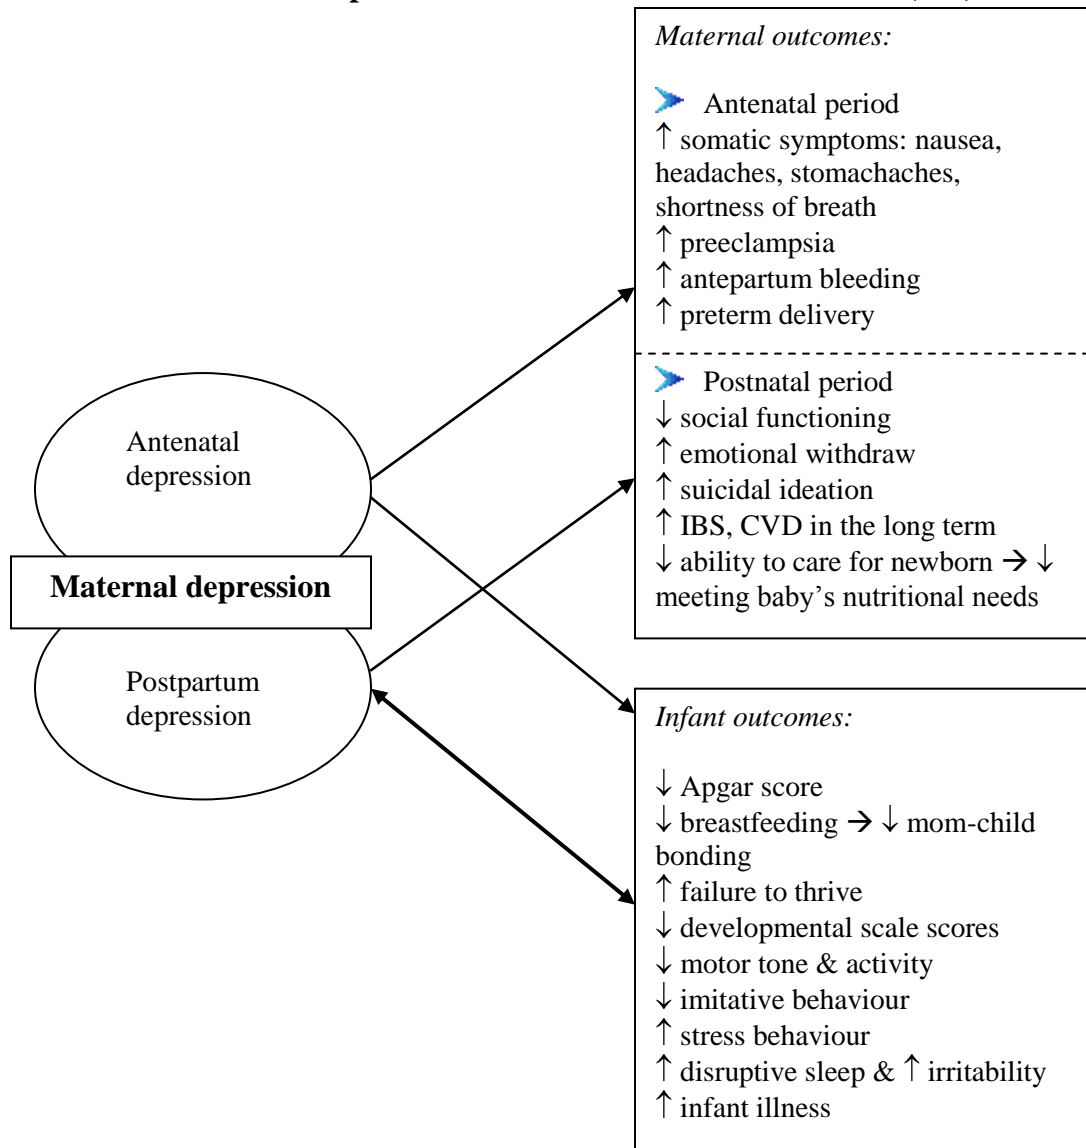 Maternal outcomes:
Antenatal period
↑ somatic symptoms: nausea,
headaches, stomachaches,
shortness of breath
↑ preeclampsia
↑ antepartum bleeding
↑ preterm delivery
Postnatal period
↓ social functioning
↑ emotional withdraw
↑ suicidal ideation
↑ IBS, CVD in the long term
↓ ability to care for newborn → ↓
meeting baby's nutritional needs
Antenatal
depression
Maternal depression
Postpartum
depression
Infant outcomes:
↓ Apgar score
↓ breastfeeding → ↓ mom-child
bonding
↑ failure to thrive
↓ developmental scale scores
↓ motor tone & activity
↓ imitative behaviour
↑ stress behaviour
↑ disruptive sleep & ↑ irritability
↑ infant illness